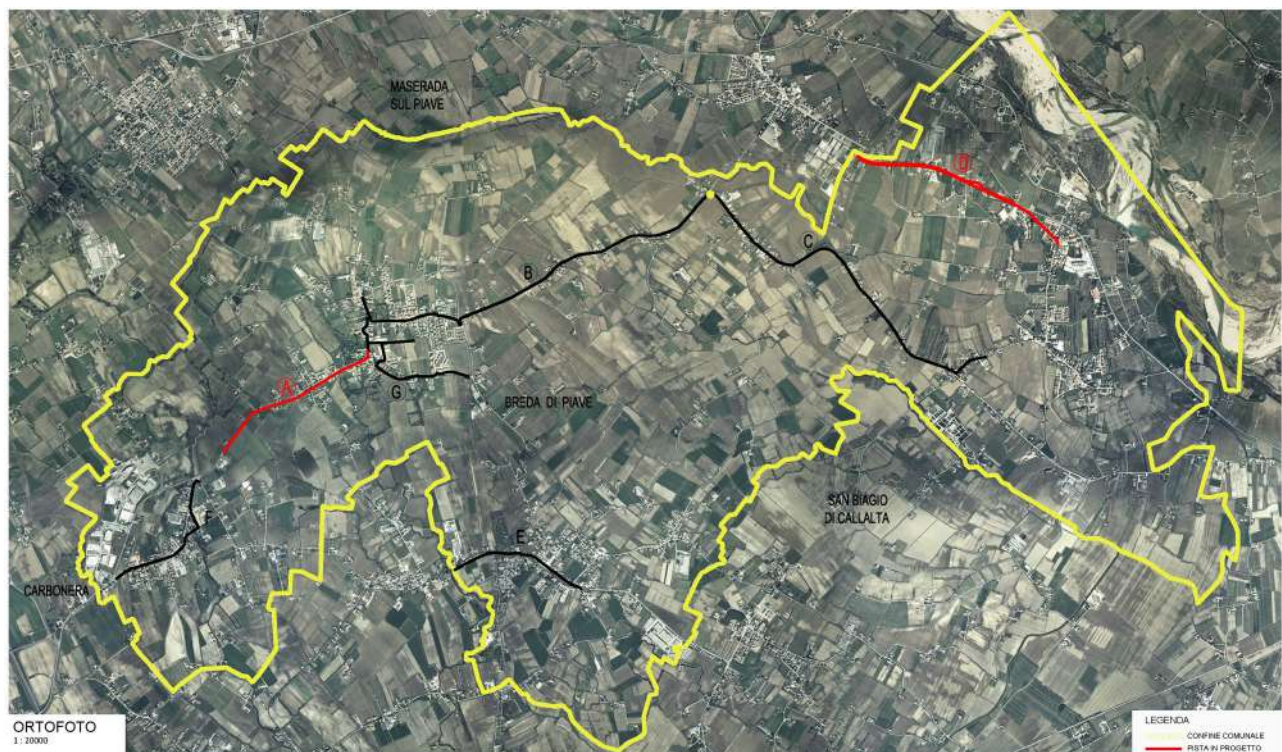 MASERADA
SUL PIAVE
D
C
B
A
G
BREDA DI PIAVE
SAN BIAGIO
DI CALLALTA
F
E
CARBONERA
ORTOFOTO
1 : 20000
LEGENDA
CONFINE COMUNALE
PISTA IN PROGETTO